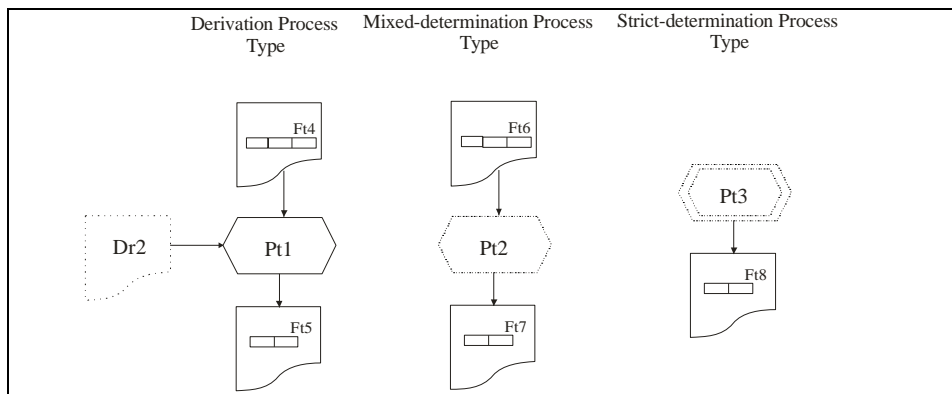 Derivation Process
Type
Mixed-determination Process
Type
Strict-determination Process
Type
Ft4
Ft6
Dr2
Pt1
Pt2
Pt3
Ft5
Ft7
Ft8